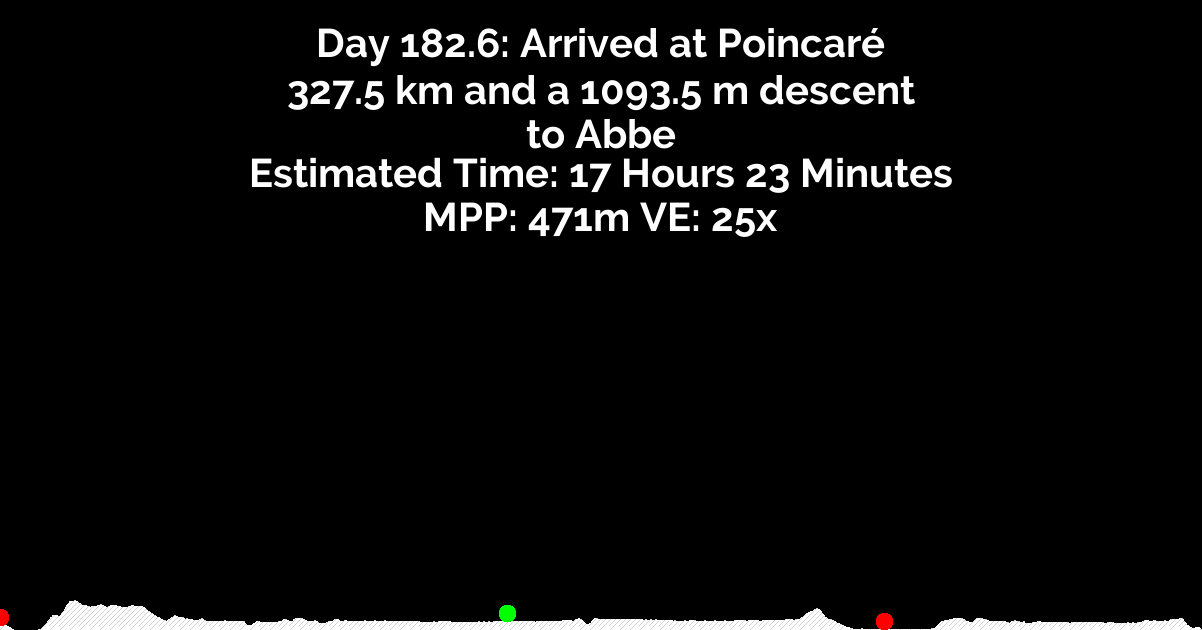 Day 182.6: Arrived at Poincaré
327.5 km and a 1093.5 m descent
to Abbe
Estimated Time: 17 Hours 23 Minutes
MPP: 471m VE: 25x